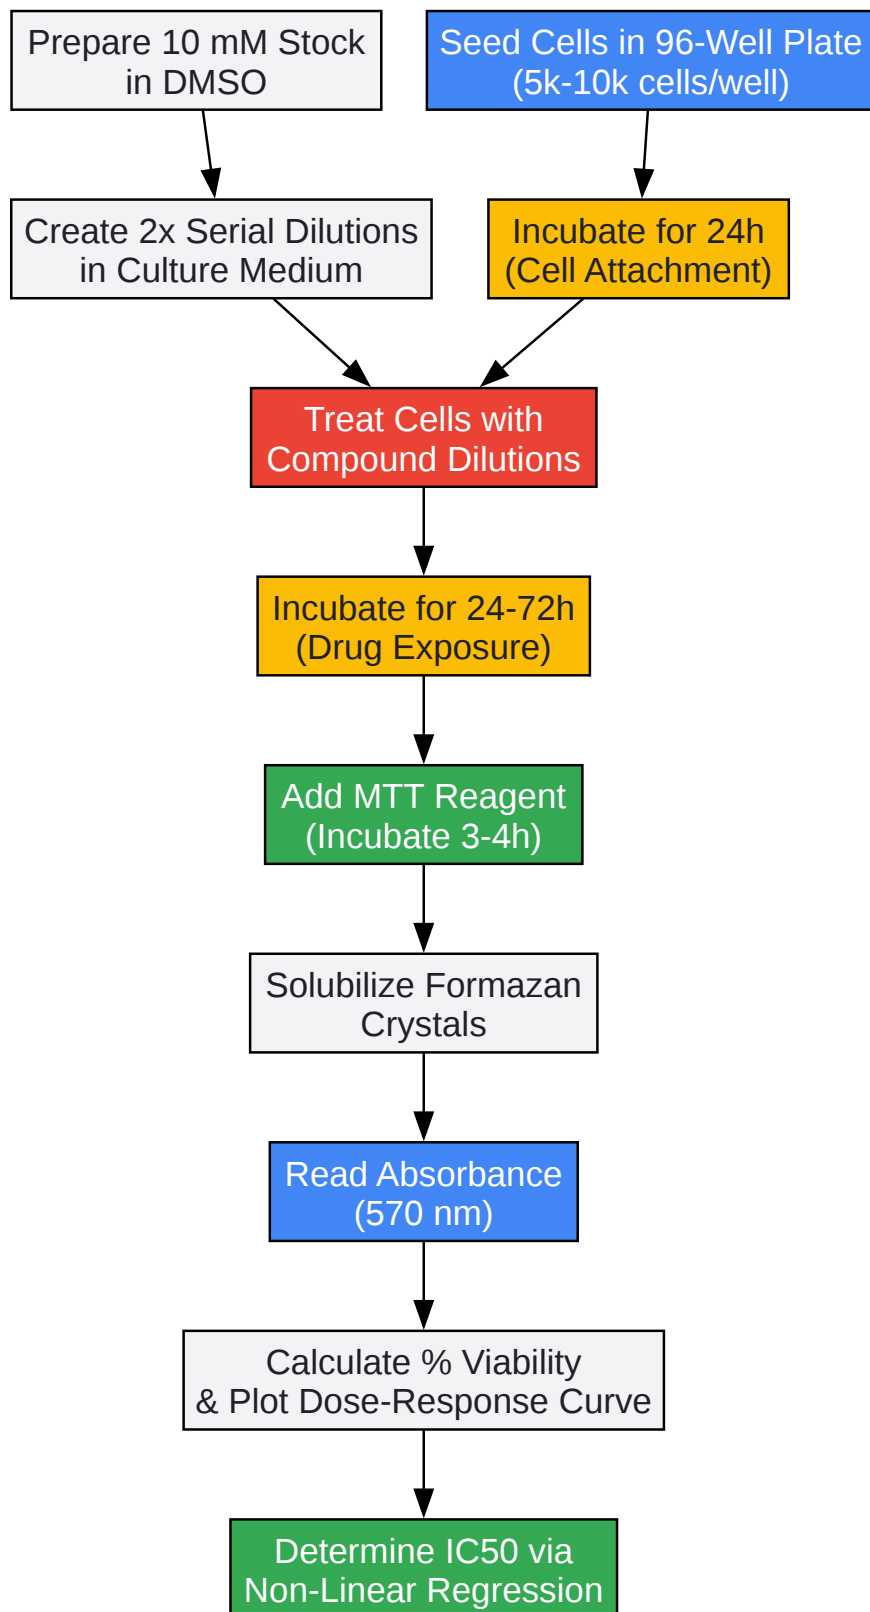 Prepare 10 mM Stock
in DMSO
Seed Cells in 96-Well Plate
(5k-10k cells/well)
Create 2x Serial Dilutions
in Culture Medium
Incubate for 24h
(Cell Attachment)
Treat Cells with
Compound Dilutions
Incubate for 24-72h
(Drug Exposure)
Add MTT Reagent
(Incubate 3-4h)
Solubilize Formazan
Crystals
Read Absorbance
(570 nm)
Calculate % Viability
& Plot Dose-Response Curve
Determine IC50 via
Non-Linear Regression